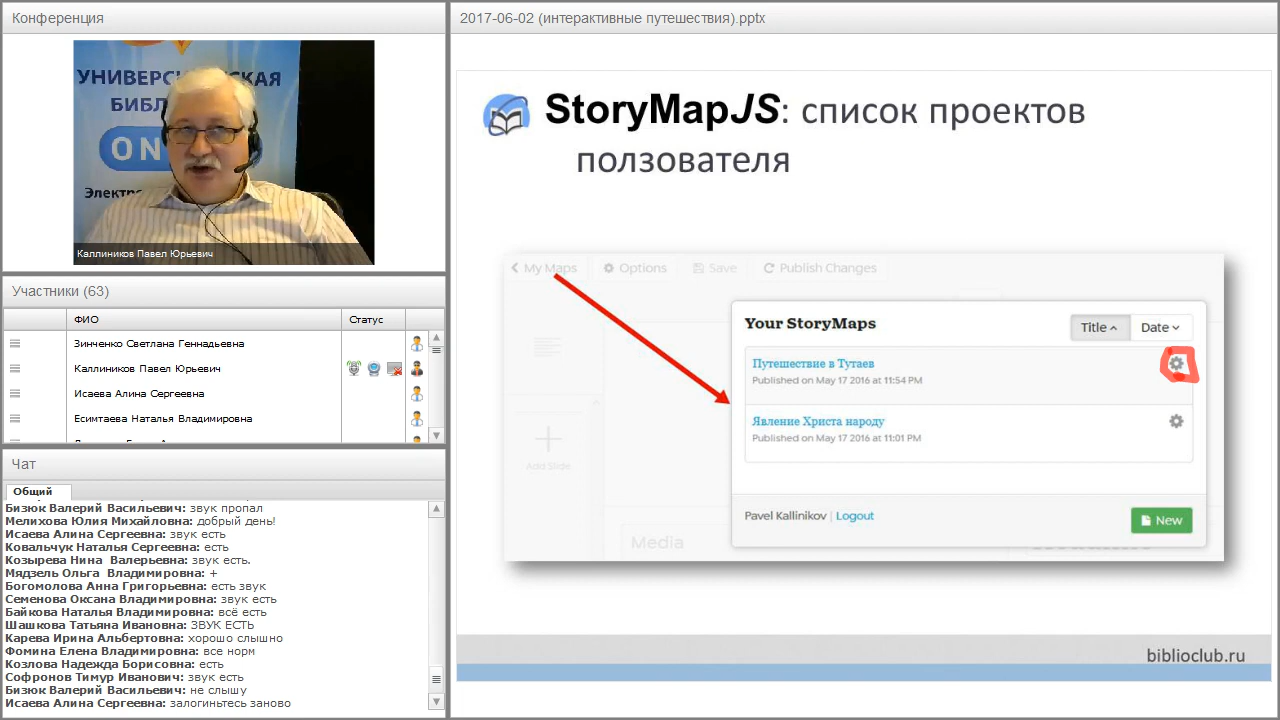 Конференция
УНИВЕРСИ СКАЯ
БИБЛ
ON
Электро
Каллиников Павел Юрьевич
Участники (63)
ФИО Статус
Зинченко Светлана Геннадьевна
Каллиников Павел Юрьевич
Исаева Алина Сергеевна
Есимтаева Наталья Владимировна
Чат
Общий
Бизюк Валерий Васильевич: звук пропал
Мелихова Юлия Михайловна: добрый день!
Исаева Алина Сергеевна: звук есть
Ковальчук Наталья Сергеевна: есть
Козырева Нина Валерьевна: звук есть.
Мядзель Ольга Владимировна: +
Богомолова Анна Григорьевна: есть звук
Семенова Оксана Владимировна: звук есть
Байкова Наталья Владимировна: всё есть
Шашкова Татьяна Ивановна: ЗВУК ЕСТЬ
Карева Ирина Альбертовна: хорошо слышно
Фомина Елена Владимировна: все норм
Козлова Надежда Борисовна: есть
Софронов Тимур Иванович: звук есть
Бизюк Валерий Васильевич: не слышу
Исаева Алина Сергеевна: залогиньтесь заново
2017-06-02 (интерактивные путешествия).pptx
StoryMapJS: список проектов
ползователя
My Maps Options Save Publish Changes
Your StoryMaps Title Date
Путешествие в Тутаев
Published on May 17 2016 at 11:54 PM
Явление Христа народу
Published on May 17 2016 at 11:01 PM
Add Slide
Pavel Kallinikov | Logout New
Media
biblioclub.ru